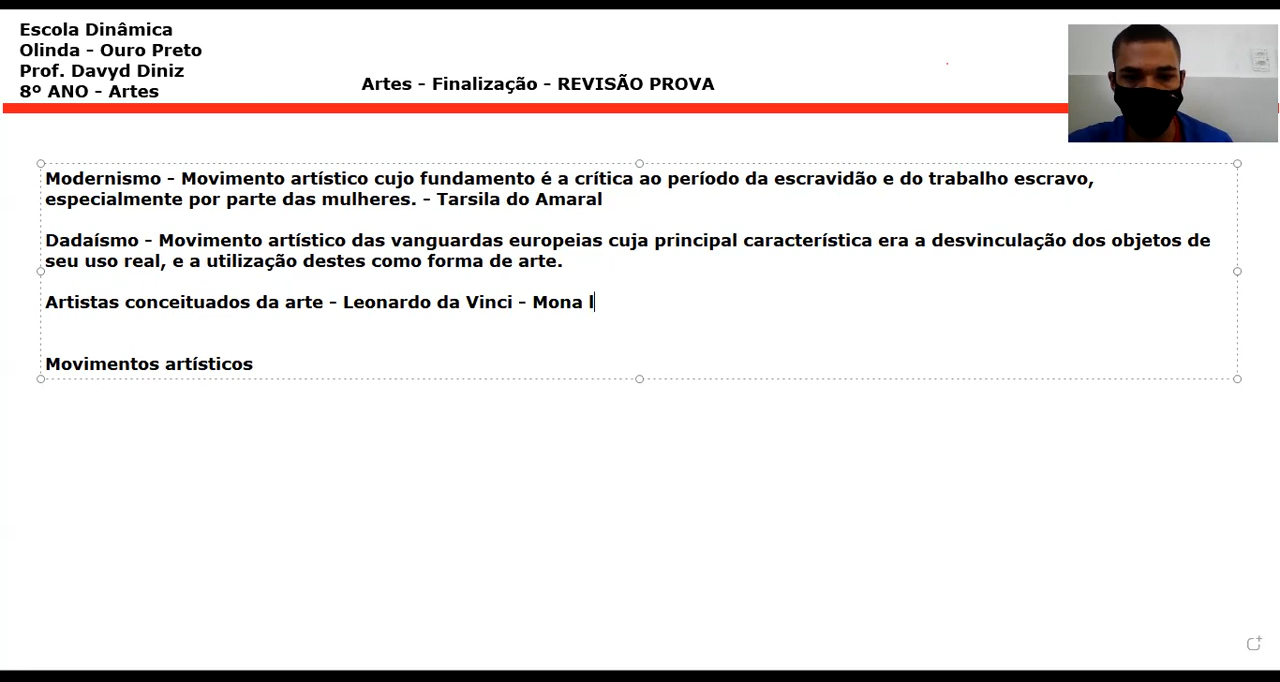 Escola Dinâmica
Olinda - Ouro Preto
Prof. Davyd Diniz
8º ANO - Artes
Artes - Finalização - REVISÃO PROVA
Modernismo - Movimento artístico cujo fundamento é a crítica ao período da escravidão e do trabalho escravo,
especialmente por parte das mulheres. - Tarsila do Amaral
Dadaísmo - Movimento artístico das vanguardas europeias cuja principal característica era a desvinculação dos objetos de
seu uso real, e a utilização destes como forma de arte.
Artistas conceituados da arte - Leonardo da Vinci - Mona l
Movimentos artísticos